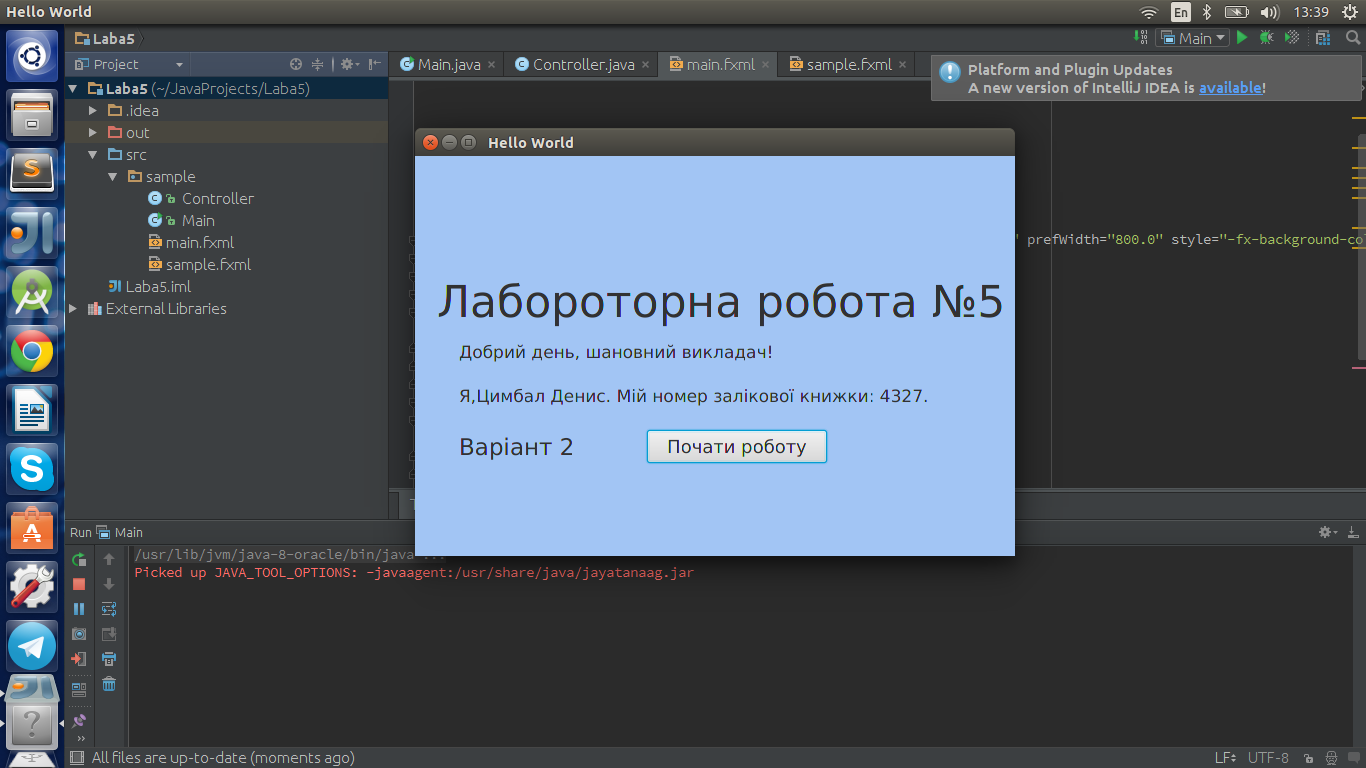 Hello World
En
13:39
Laba5
Main
Project
Main.java
Controller.java
main.fxml
sample.fxml
Platform and Plugin Updates
A new version of IntelliJ IDEA is available!
Laba5 (~/JavaProjects/Laba5)
.idea
out
src
sample
Controller
Main
main.fxml
sample.fxml
Laba5.iml
External Libraries
Hello World
" prefWidth="800.0" style="-fx-background-co
Лабороторна робота №5
Добрий день, шановний викладач!
Я,Цимбал Денис. Мій номер залікової книжки: 4327.
Варіант 2
Почати роботу
Run Main
/usr/lib/jvm/java-8-oracle/bin/java ...
Picked up JAVA_TOOL_OPTIONS: -javaagent:/usr/share/java/jayatanaag.jar
All files are up-to-date (moments ago)
LF
UTF-8